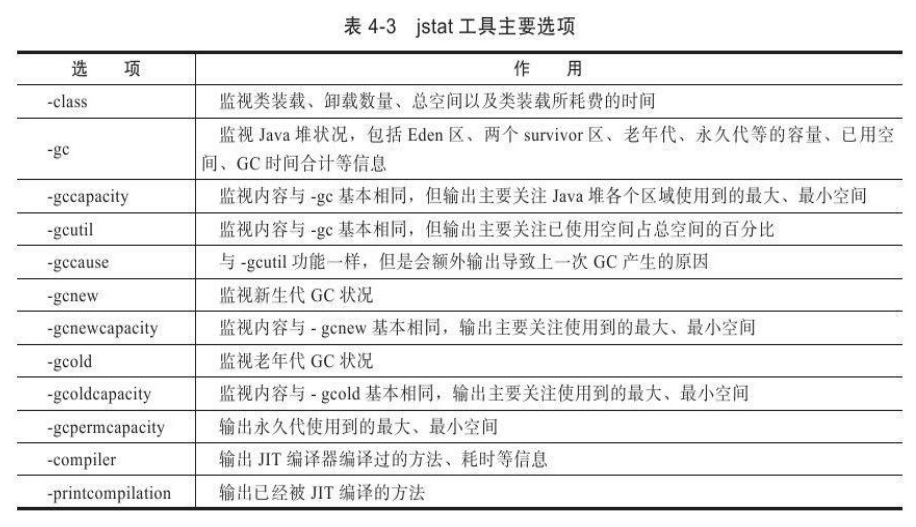 表 4-3 jstat 工具主要选项
选 项 作 用
-class 监视类装载、卸载数量、总空间以及类装载所耗费的时间
-gc 监视 Java 堆状况，包括 Eden 区、两个 survivor 区、老年代、永久代等的容量、已用空
间、GC 时间合计等信息
-gccapacity 监视内容与 -gc 基本相同，但输出主要关注 Java 堆各个区域使用到的最大、最小空间
-gcutil 监视内容与 -gc 基本相同，但输出主要关注已使用空间占总空间的百分比
-gccause 与 -gcutil 功能一样，但是会额外输出导致上一次 GC 产生的原因
-gcnew 监视新生代 GC 状况
-gcnewcapacity 监视内容与 - gcnew 基本相同，输出主要关注使用到的最大、最小空间
-gcold 监视老年代 GC 状况
-gcoldcapacity 监视内容与 - gcold 基本相同，输出主要关注使用到的最大、最小空间
-gcpermcapacity 输出永久代使用到的最大、最小空间
-compiler 输出 JIT 编译器编译过的方法、耗时等信息
-printcompilation 输出已经被 JIT 编译的方法